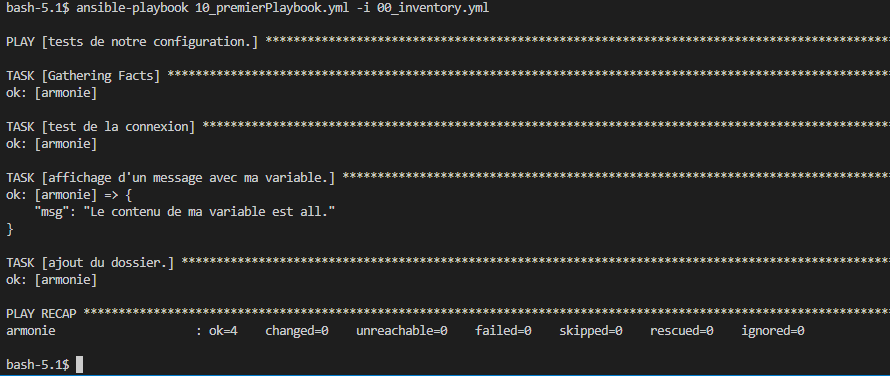 bash-5.1$ ansible-playbook 10_premierPlaybook.yml -i 00_inventory.yml
PLAY [tests de notre configuration.] *****************************************************************************************
TASK [Gathering Facts] *******************************************************************************************************
ok: [armonie]
TASK [test de la connexion] **************************************************************************************************
ok: [armonie]
TASK [affichage d'un message avec ma variable.] ******************************************************************************
ok: [armonie] => {
    "msg": "Le contenu de ma variable est all."
}
TASK [ajout du dossier.] *****************************************************************************************************
ok: [armonie]
PLAY RECAP *******************************************************************************************************************
armonie                    : ok=4    changed=0    unreachable=0    failed=0    skipped=0    rescued=0    ignored=0
bash-5.1$